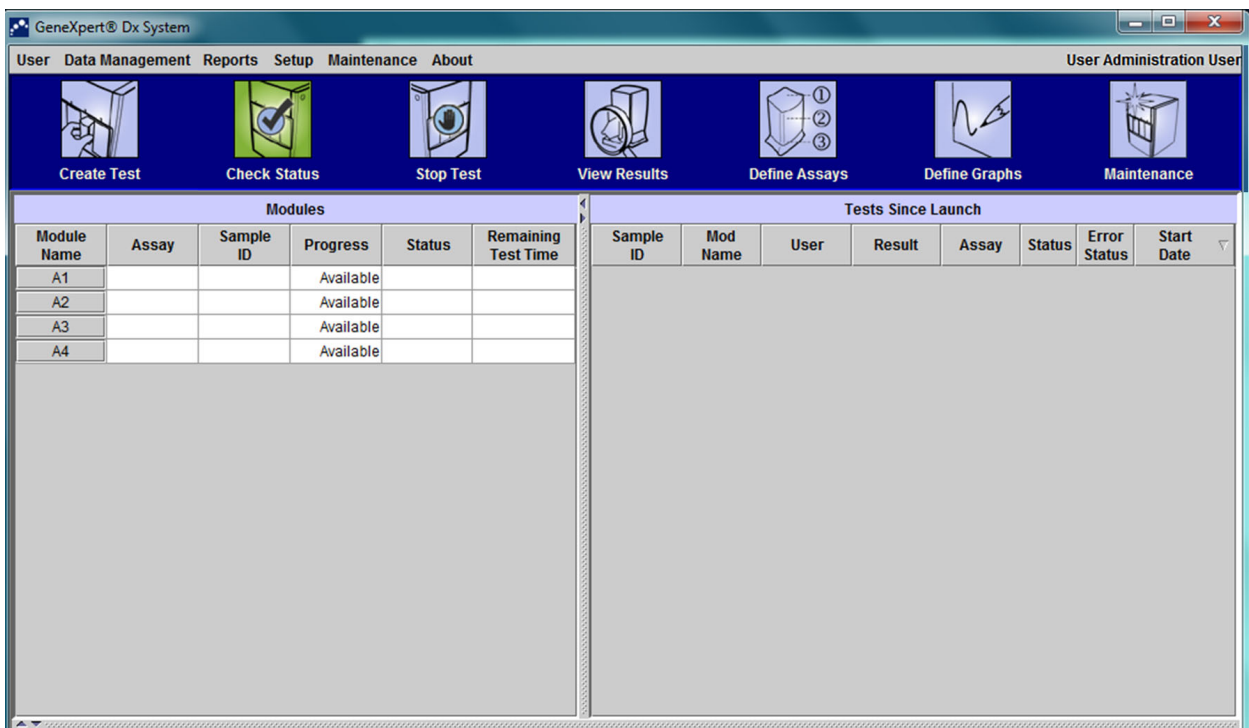 GeneXpert® Dx System
User Data Management Reports Setup Maintenance About User Administration User
① ② ③
Create Test Check Status Stop Test View Results Define Assays Define Graphs Maintenance
Modules
Module Name Assay Sample ID Progress Status Remaining Test Time
A1 Available
A2 Available
A3 Available
A4 Available
Tests Since Launch
Sample ID Mod Name User Result Assay Status Error Status Start Date